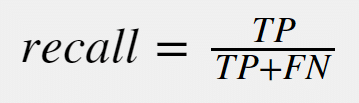 recall = TP / TP+FN